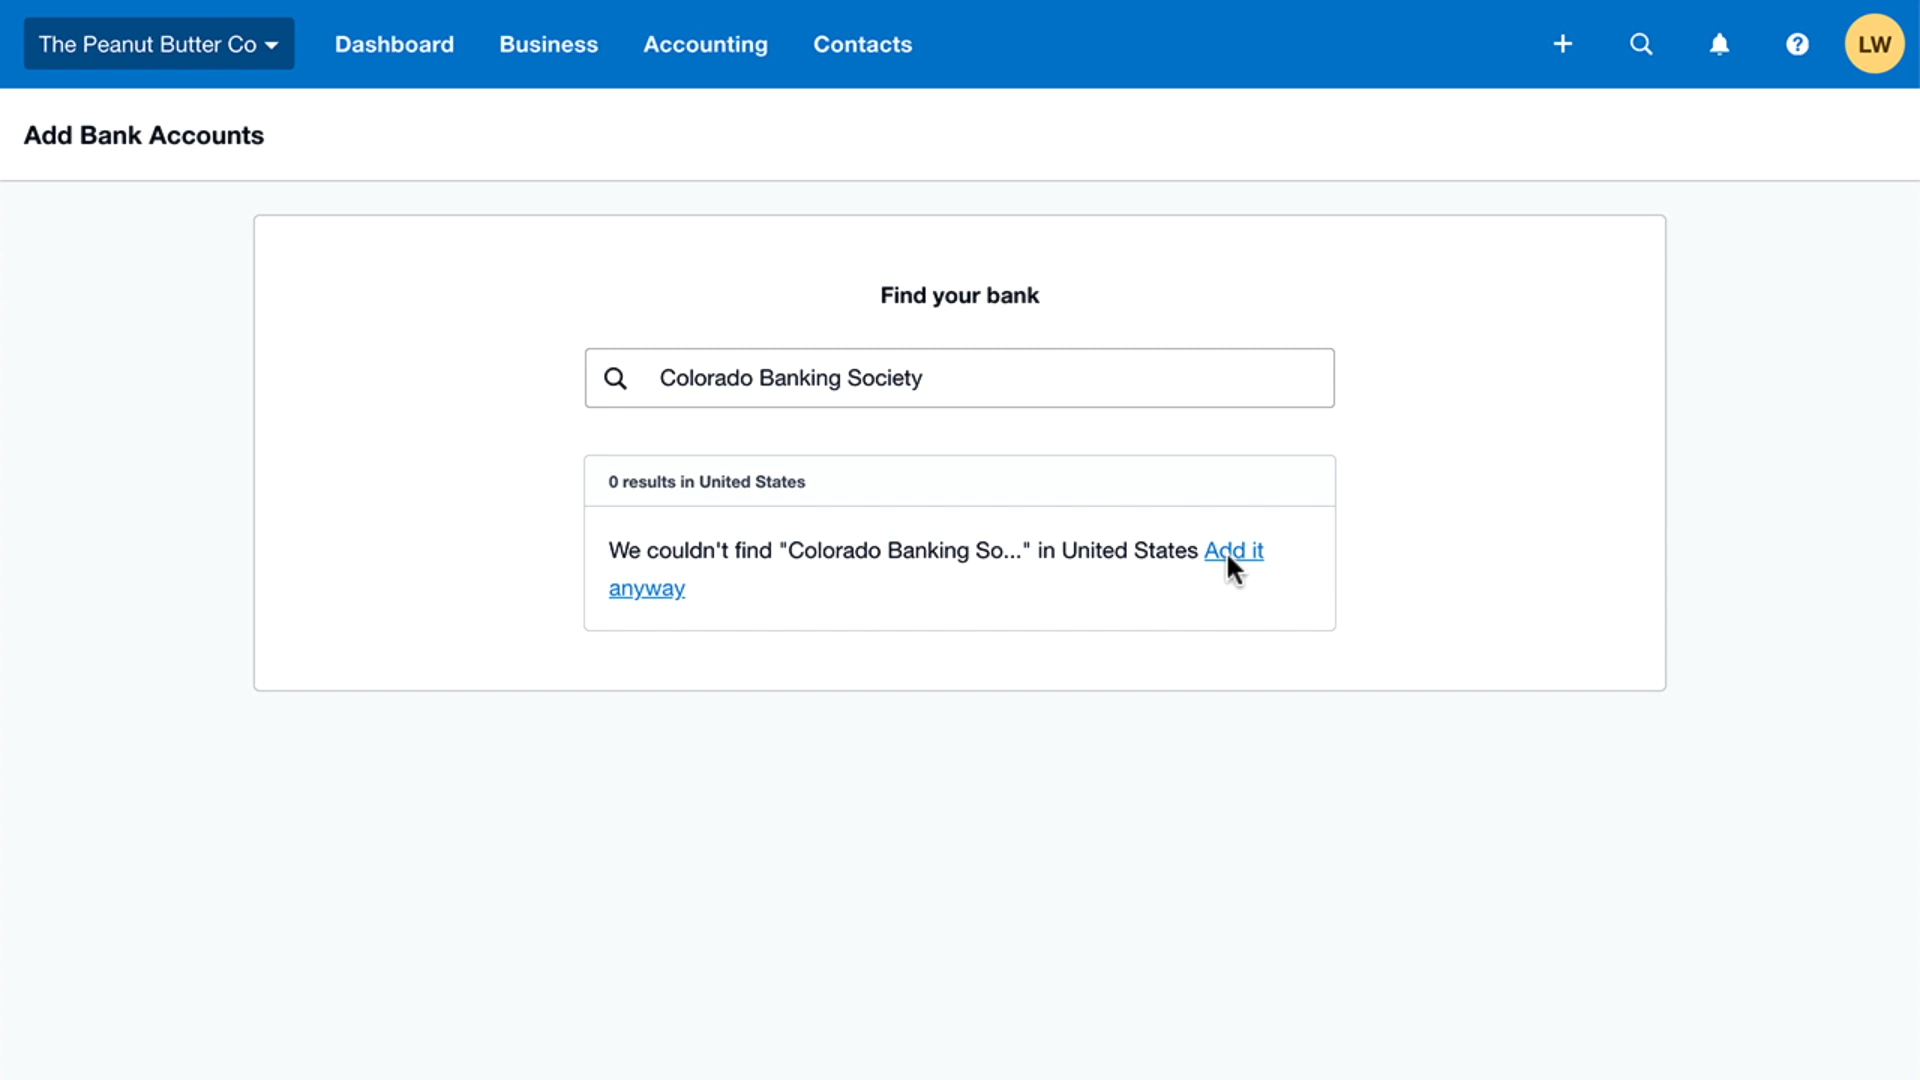 The Peanut Butter Co Dashboard Business Accounting Contacts LW
Add Bank Accounts
Find your bank
Colorado Banking Society
0 results in United States
We couldn't find "Colorado Banking So..." in United States Add it
anyway